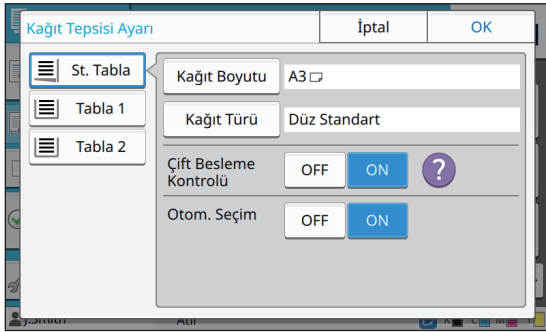 Kağıt Tepsisi Ayarı
İptal
OK
St. Tabla
Kağıt Boyutu
A3
Tabla 1
Kağıt Türü
Düz Standart
Tabla 2
Çift Besleme
Kontrolü
OFF
ON
?
Otom. Seçim
OFF
ON
J.Smith